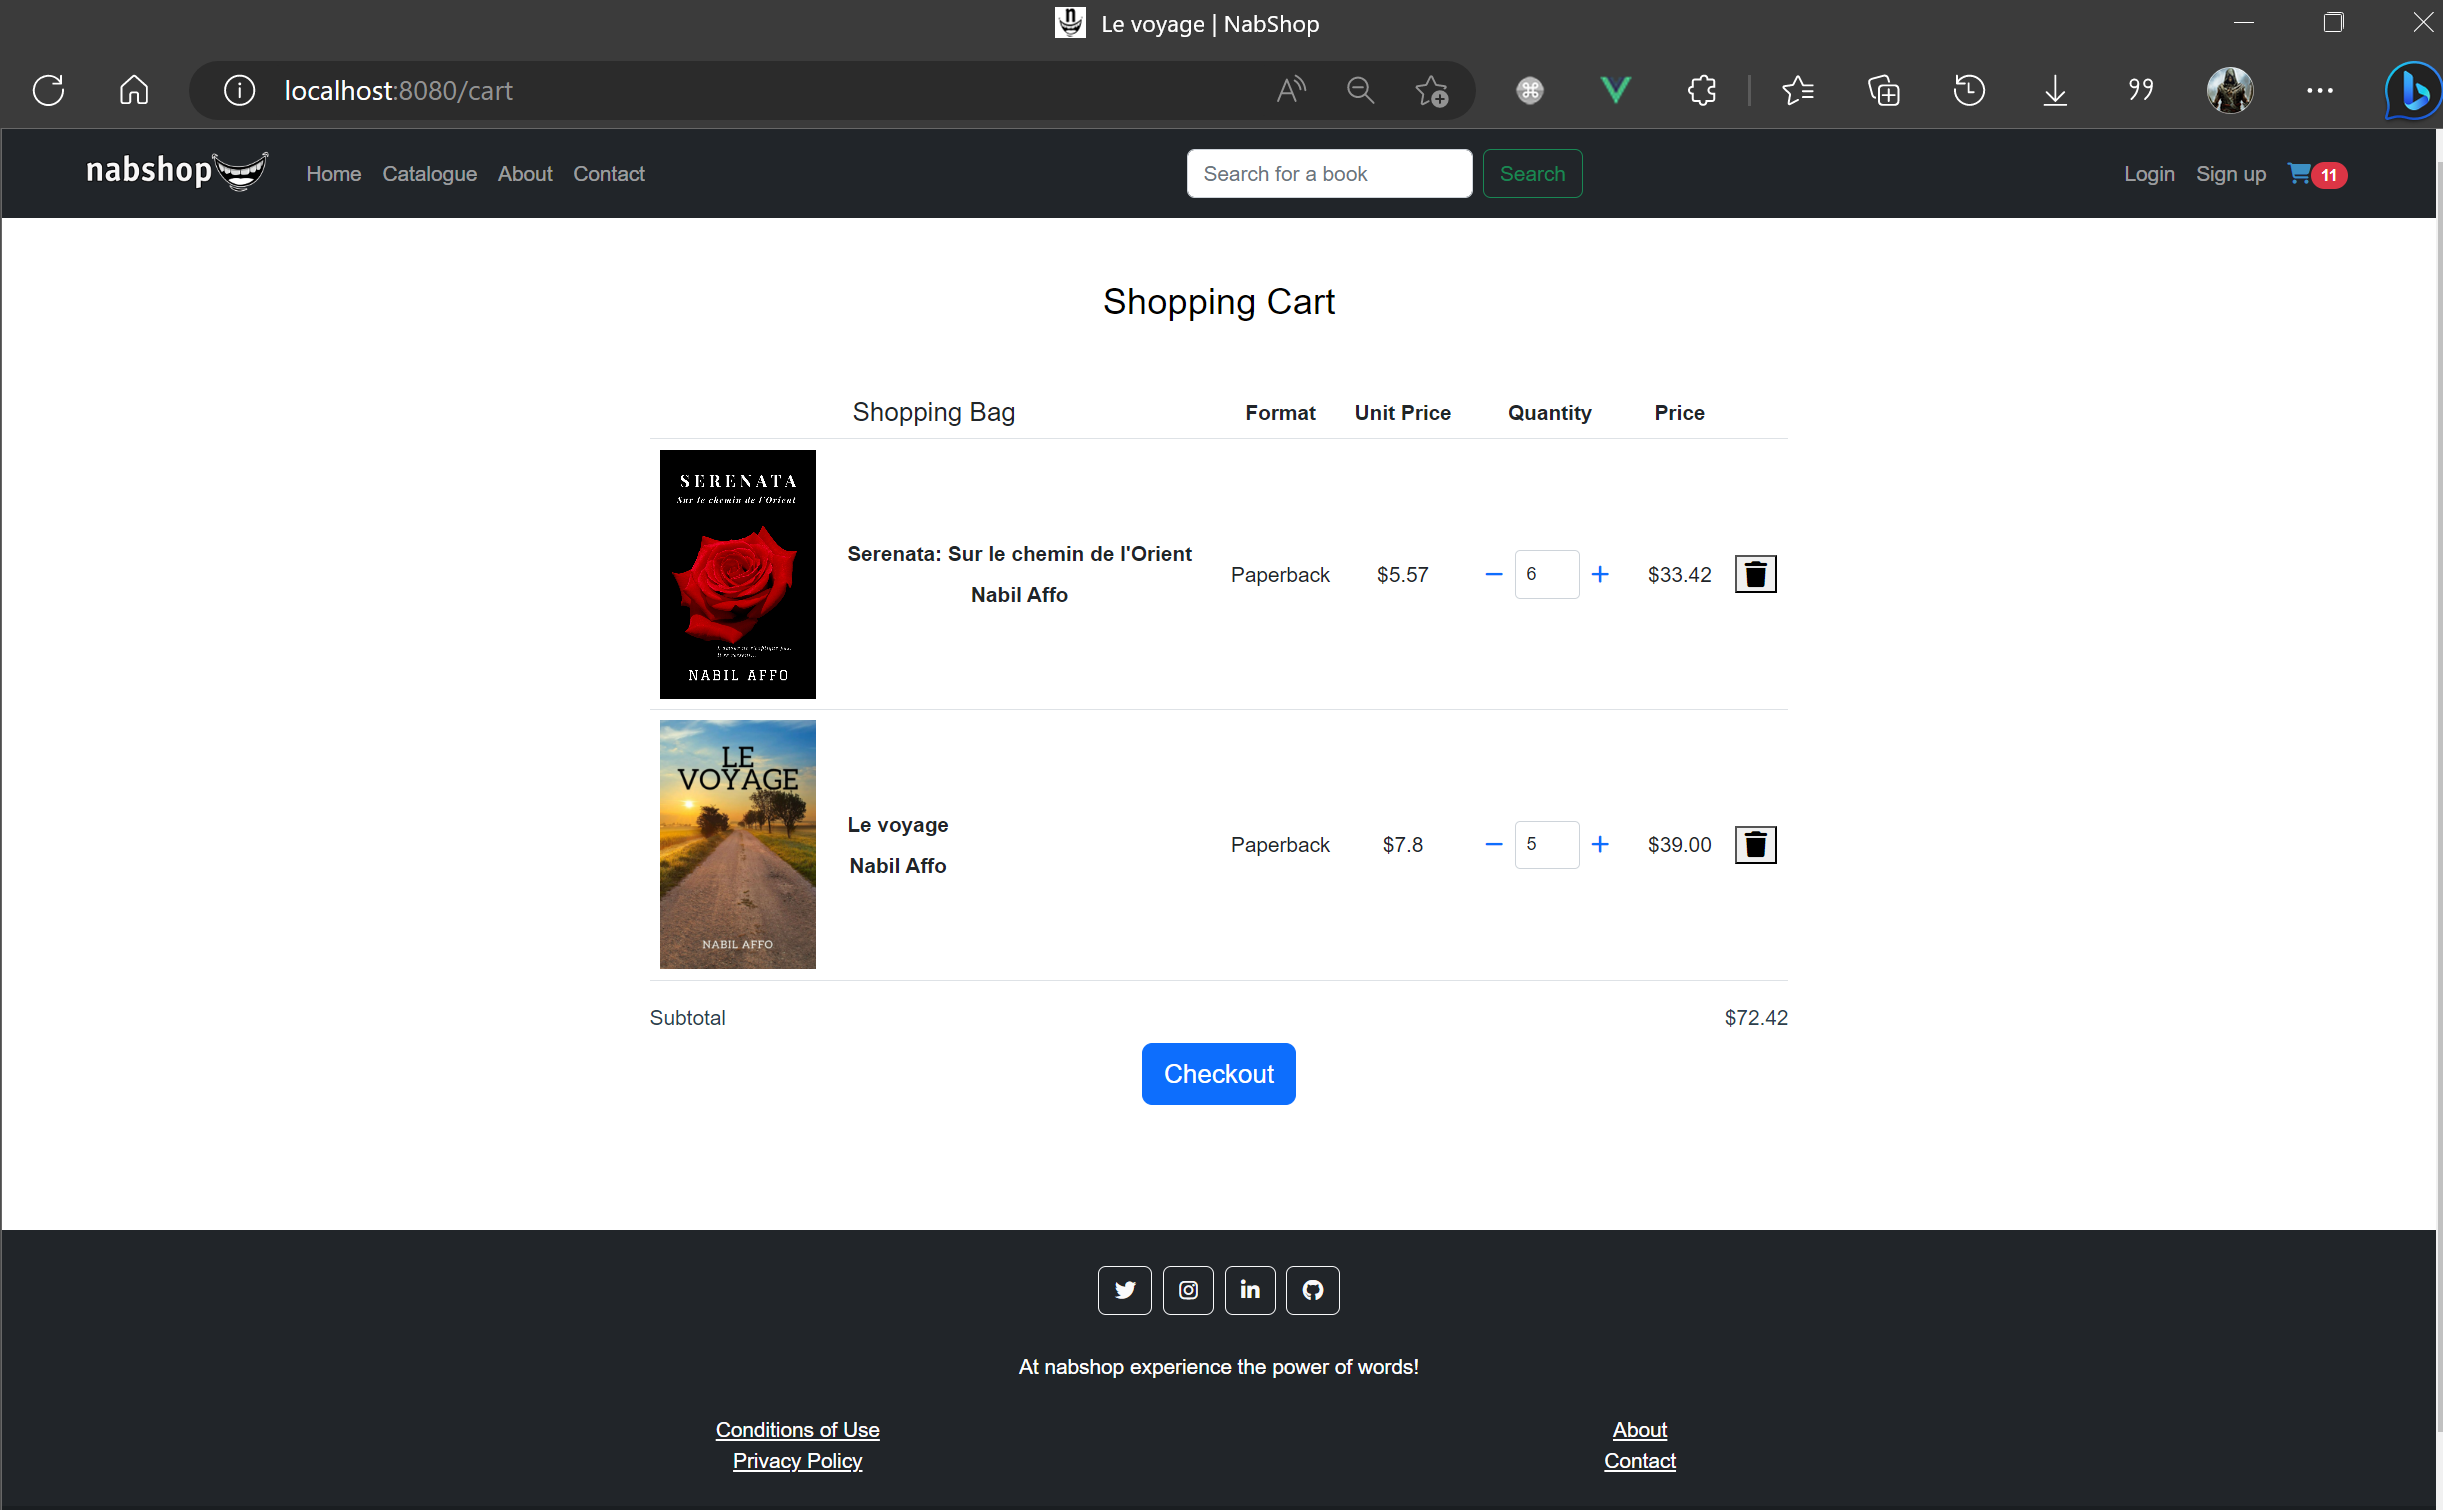 Le voyage | NabShop
localhost:8080/cart
nabshop Home Catalogue About Contact Search for a book Search Login Sign up 11
Shopping Cart
Shopping Bag Format Unit Price Quantity Price
SERENATA
Sur le chemin de l'Orient
NABIL AFFO
Serenata: Sur le chemin de l'Orient
Nabil Affo
Paperback $5.57 − 6 + $33.42
LE
VOYAGE
NABIL AFFO
Le voyage
Nabil Affo
Paperback $7.8 − 5 + $39.00
Subtotal $72.42
Checkout
At nabshop experience the power of words!
Conditions of Use About
Privacy Policy Contact